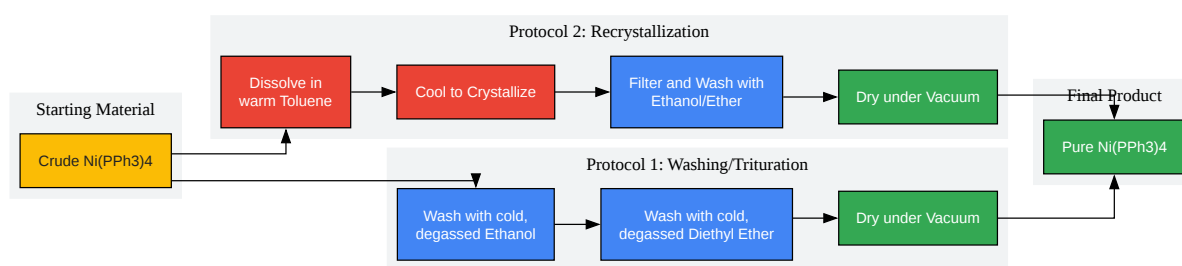 Protocol 2: Recrystallization
Dissolve in
warm Toluene
Cool to Crystallize
Filter and Wash with
Ethanol/Ether
Dry under Vacuum
Starting Material
Crude Ni(PPh3)4
Final Product
Pure Ni(PPh3)4
Protocol 1: Washing/Trituration
Wash with cold,
degassed Ethanol
Wash with cold,
degassed Diethyl Ether
Dry under Vacuum